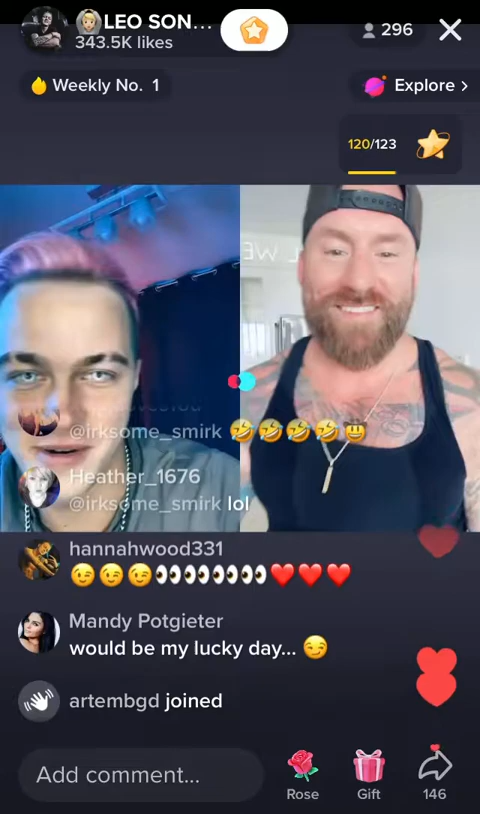 LEO SON...
343.5K likes
296
Weekly No. 1
Explore >
120/123
@irksome_smirk 🤣🤣🤣🤣😃
Heather_1676
@irksome_smirk lol
hannahwood331
😉😉😉👀👀👀👀👀👀👀👀❤️❤️❤️
Mandy Potgieter
would be my lucky day... 😏
artembgd joined
Add comment...
Rose
Gift
146